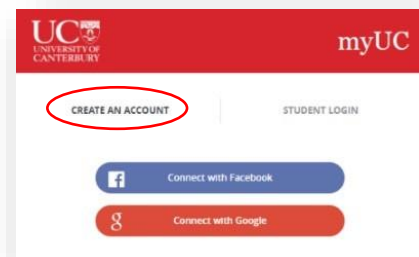 UC
UNIVERSITY OF
CANTERBURY
myUC
CREATE AN ACCOUNT
STUDENT LOGIN
f
Connect with Facebook
g
Connect with Google